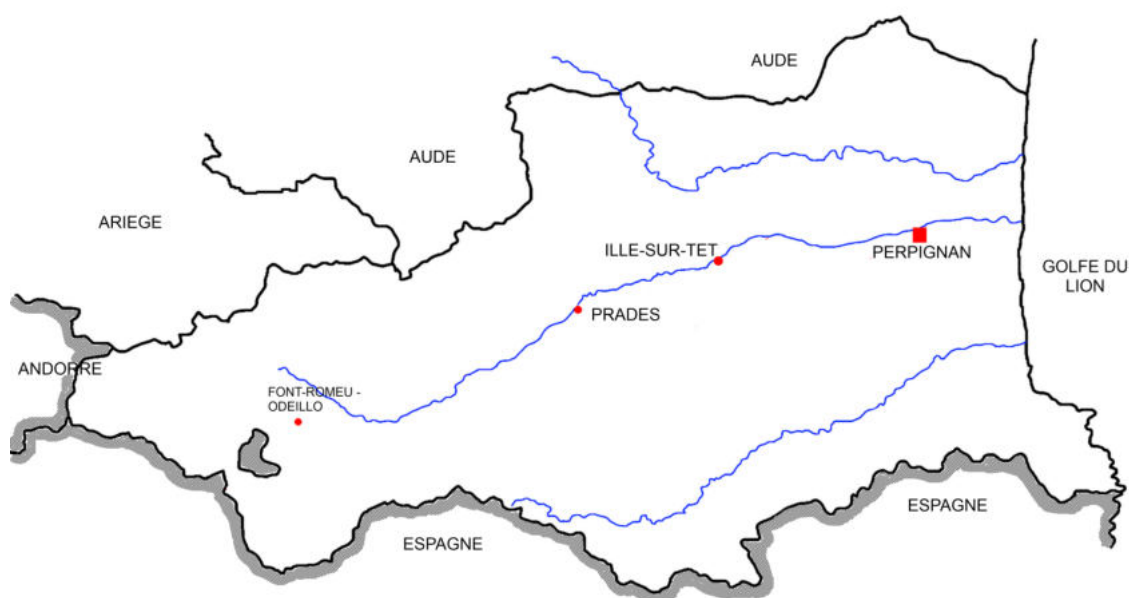 AUDE
AUDE
ARIEGE
ILLE-SUR-TET
PERPIGNAN
GOLFE DU
LION
PRADES
ANDORRE
FONT-ROMEU -
ODEILLO
ESPAGNE
ESPAGNE